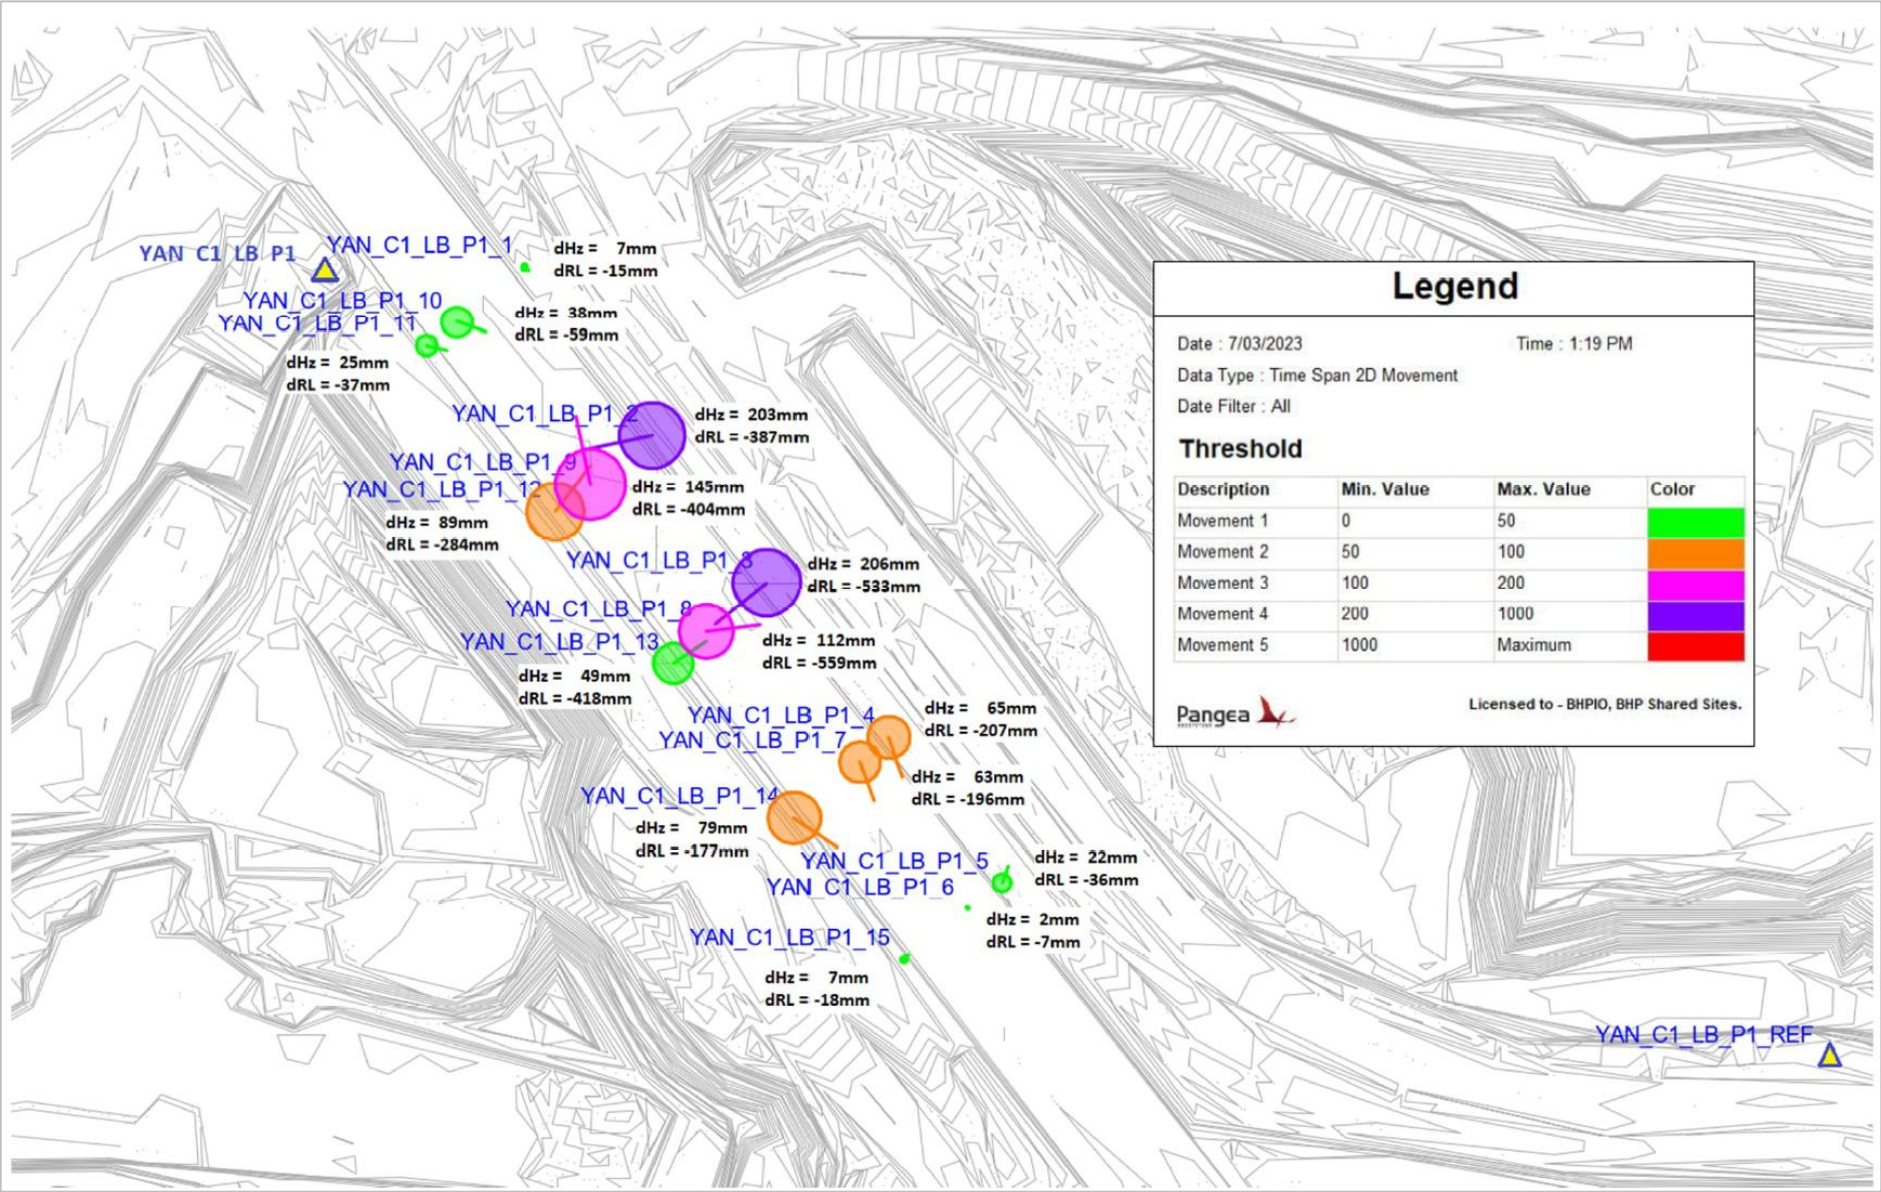 YAN C1 LB P1
YAN_C1_LB_P1_1
dHz = 7mm
dRL = -15mm
YAN_C1_LB_P1_10
dHz = 38mm
dRL = -59mm
YAN_C1_LB_P1_11
dHz = 25mm
dRL = -37mm
YAN_C1_LB_P1_2
dHz = 203mm
dRL = -387mm
YAN_C1_LB_P1_9
dHz = 145mm
dRL = -404mm
YAN_C1_LB_P1_12
dHz = 89mm
dRL = -284mm
YAN_C1_LB_P1_3
dHz = 206mm
dRL = -533mm
YAN_C1_LB_P1_8
dHz = 112mm
dRL = -559mm
YAN_C1_LB_P1_13
dHz = 49mm
dRL = -418mm
YAN_C1_LB_P1_4
dHz = 65mm
dRL = -207mm
YAN_C1_LB_P1_7
dHz = 63mm
dRL = -196mm
YAN_C1_LB_P1_14
dHz = 79mm
dRL = -177mm
YAN_C1_LB_P1_5
dHz = 22mm
dRL = -36mm
YAN_C1_LB_P1_6
dHz = 2mm
dRL = -7mm
YAN_C1_LB_P1_15
dHz = 7mm
dRL = -18mm
YAN_C1_LB_P1_REF
Legend
Date : 7/03/2023 Time : 1:19 PM
Data Type : Time Span 2D Movement
Date Filter : All
Threshold
Description Min. Value Max. Value Color
Movement 1 0 50
Movement 2 50 100
Movement 3 100 200
Movement 4 200 1000
Movement 5 1000 Maximum
Pangea
Licensed to - BHPIO, BHP Shared Sites.